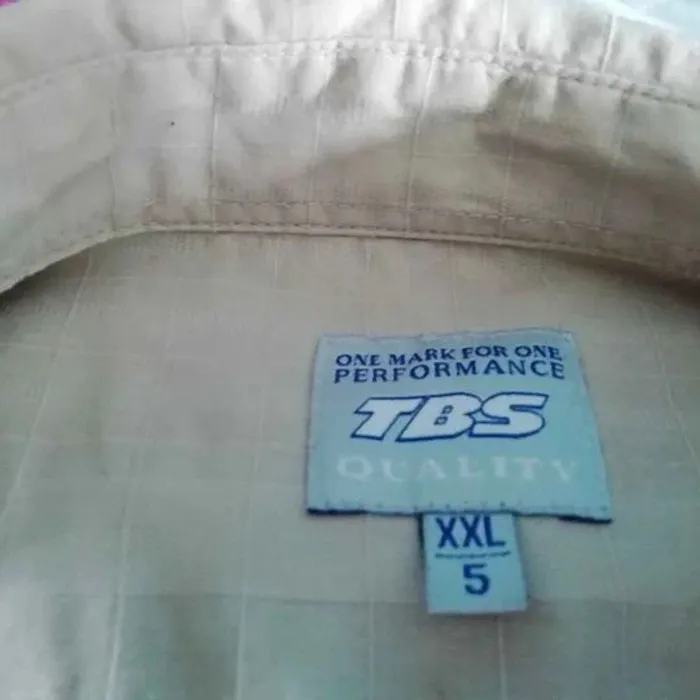 ONE MARK FOR ONE
PERFORMANCE
TBS
QUALITY
XXL
5